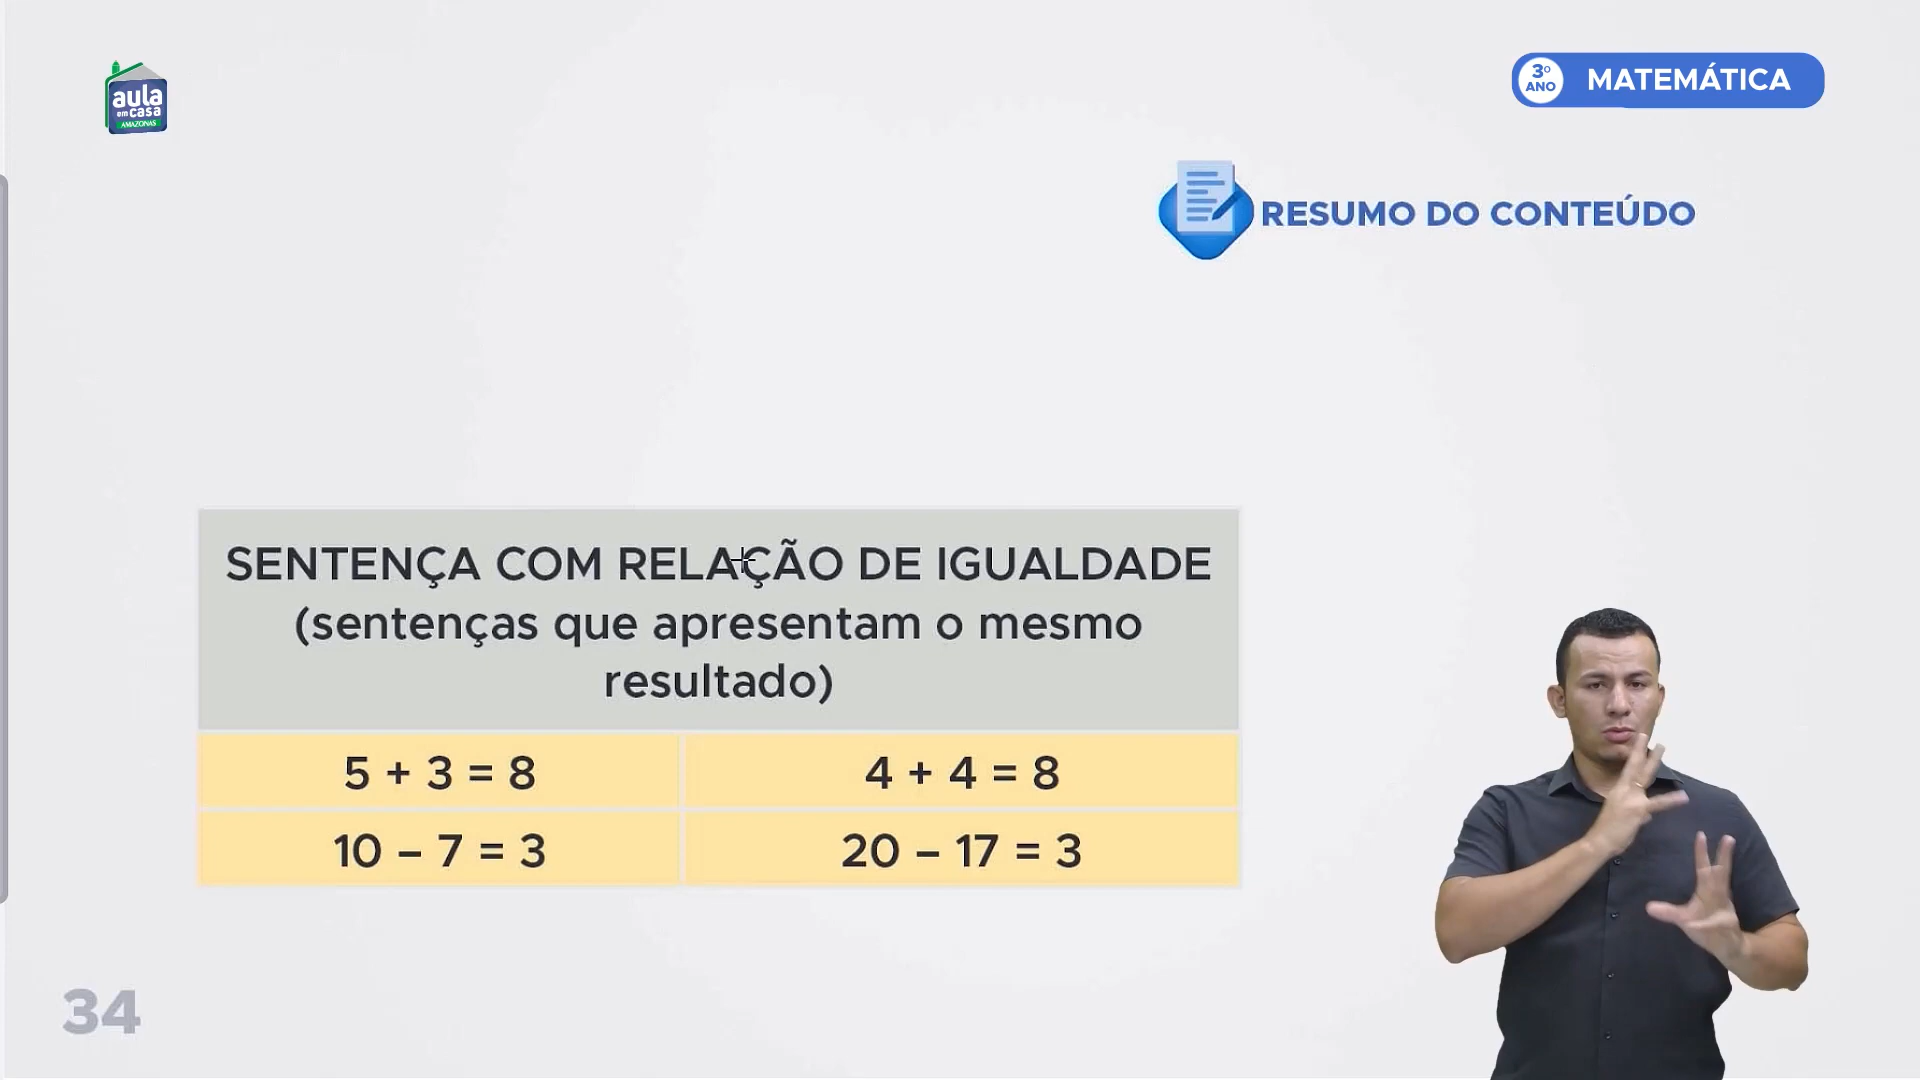 aula
em casa
AMAZONAS
3º
ANO
MATEMÁTICA
RESUMO DO CONTEÚDO
SENTENÇA COM RELAÇÃO DE IGUALDADE
(sentenças que apresentam o mesmo
resultado)
5 + 3 = 8
4 + 4 = 8
10 – 7 = 3
20 – 17 = 3
34